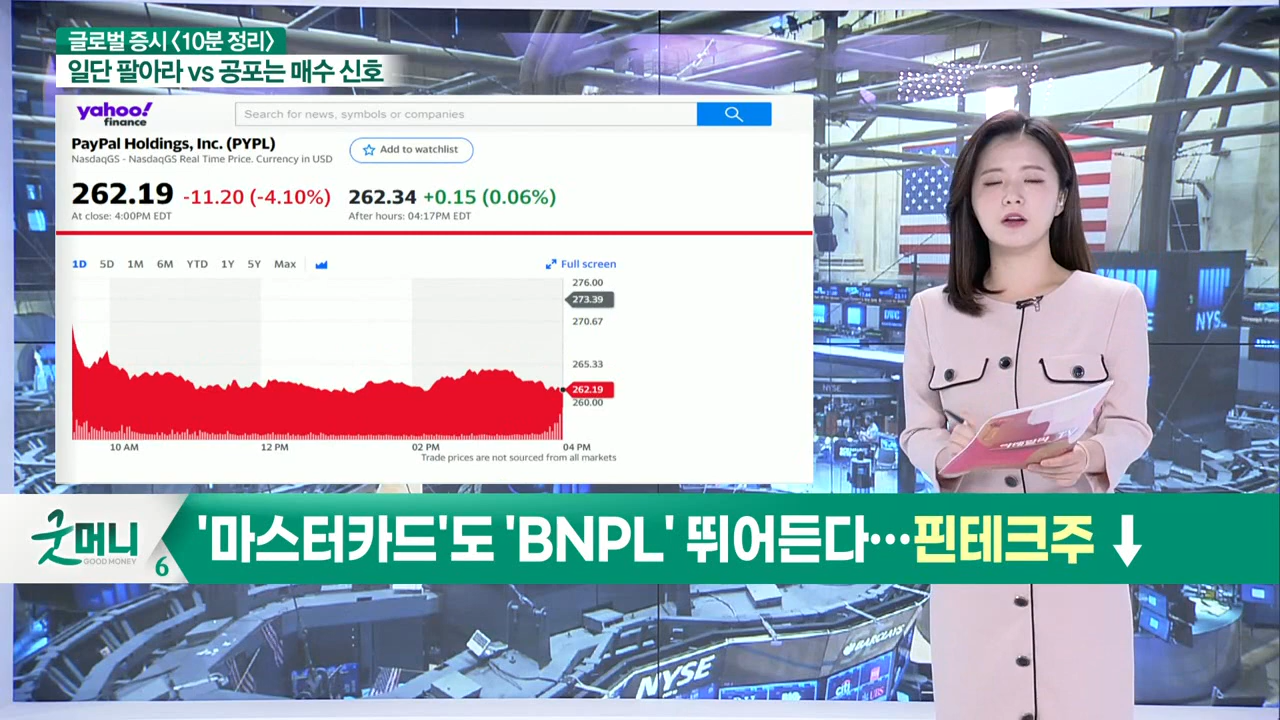 글로벌 증시 <10분 정리>
일단 팔아라 vs 공포는 매수 신호
yahoo!
finance
Search for news, symbols or companies
PayPal Holdings, Inc. (PYPL)
NasdaqGS - NasdaqGS Real Time Price. Currency in USD
Add to watchlist
262.19 -11.20 (-4.10%)
At close: 4:00PM EDT
262.34 +0.15 (0.06%)
After hours: 04:17PM EDT
1D 5D 1M 6M YTD 1Y 5Y Max
Full screen
276.00
273.39
270.67
265.33
262.19
260.00
10 AM 12 PM 02 PM 04 PM
Trade prices are not sourced from all markets
NYS
굿머니
GOOD MONEY
6
'마스터카드'도 'BNPL' 뛰어든다…핀테크주 ↓
NYSE
BARCLAYS
citi
UBS